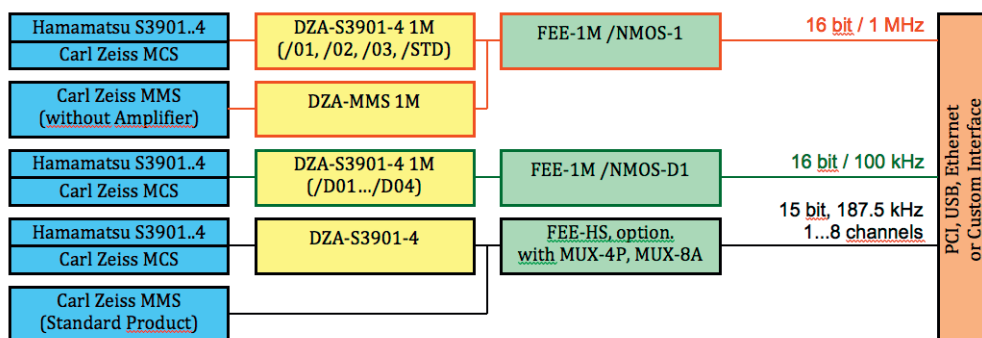 Hamamatsu S3901..4
Carl Zeiss MCS
DZA-S3901-4 1M
(/01, /02, /03, /STD)
FEE-1M /NMOS-1
16 bit / 1 MHz
Carl Zeiss MMS
(without Amplifier)
DZA-MMS 1M
Hamamatsu S3901..4
Carl Zeiss MCS
DZA-S3901-4 1M
(/D01.../D04)
FEE-1M /NMOS-D1
16 bit / 100 kHz
Hamamatsu S3901..4
Carl Zeiss MCS
DZA-S3901-4
FEE-HS, option.
with MUX-4P, MUX-8A
15 bit, 187.5 kHz
1...8 channels
Carl Zeiss MMS
(Standard Product)
PCI, USB, Ethernet
or Custom Interface